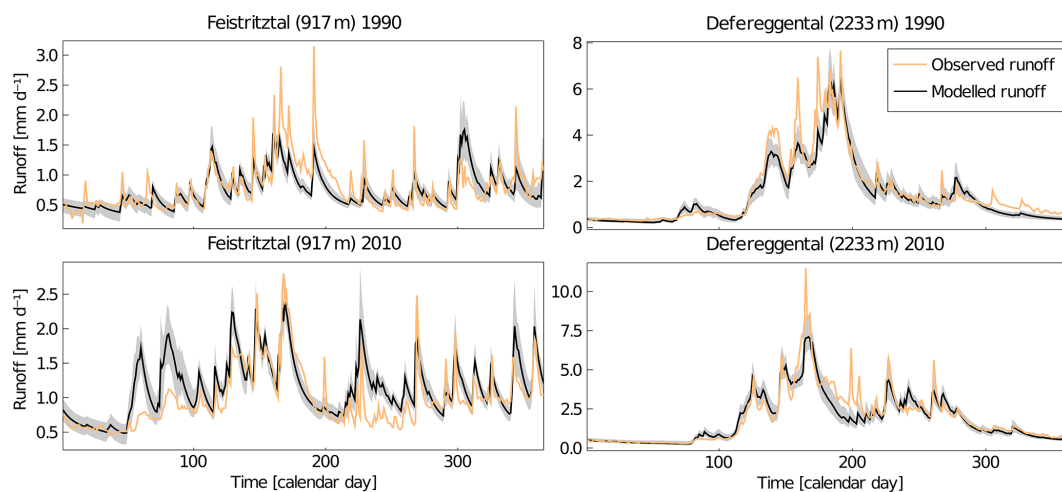 Feistritztal (917 m) 1990
Defereggental (2233 m) 1990
Runoff [mm d⁻¹]
3.0
2.5
2.0
1.5
1.0
0.5
8
6
4
2
0
Observed runoff
Modelled runoff
Feistritztal (917 m) 2010
Defereggental (2233 m) 2010
Runoff [mm d⁻¹]
2.5
2.0
1.5
1.0
0.5
10.0
7.5
5.0
2.5
0.0
100 200 300
100 200 300
Time [calendar day]
Time [calendar day]